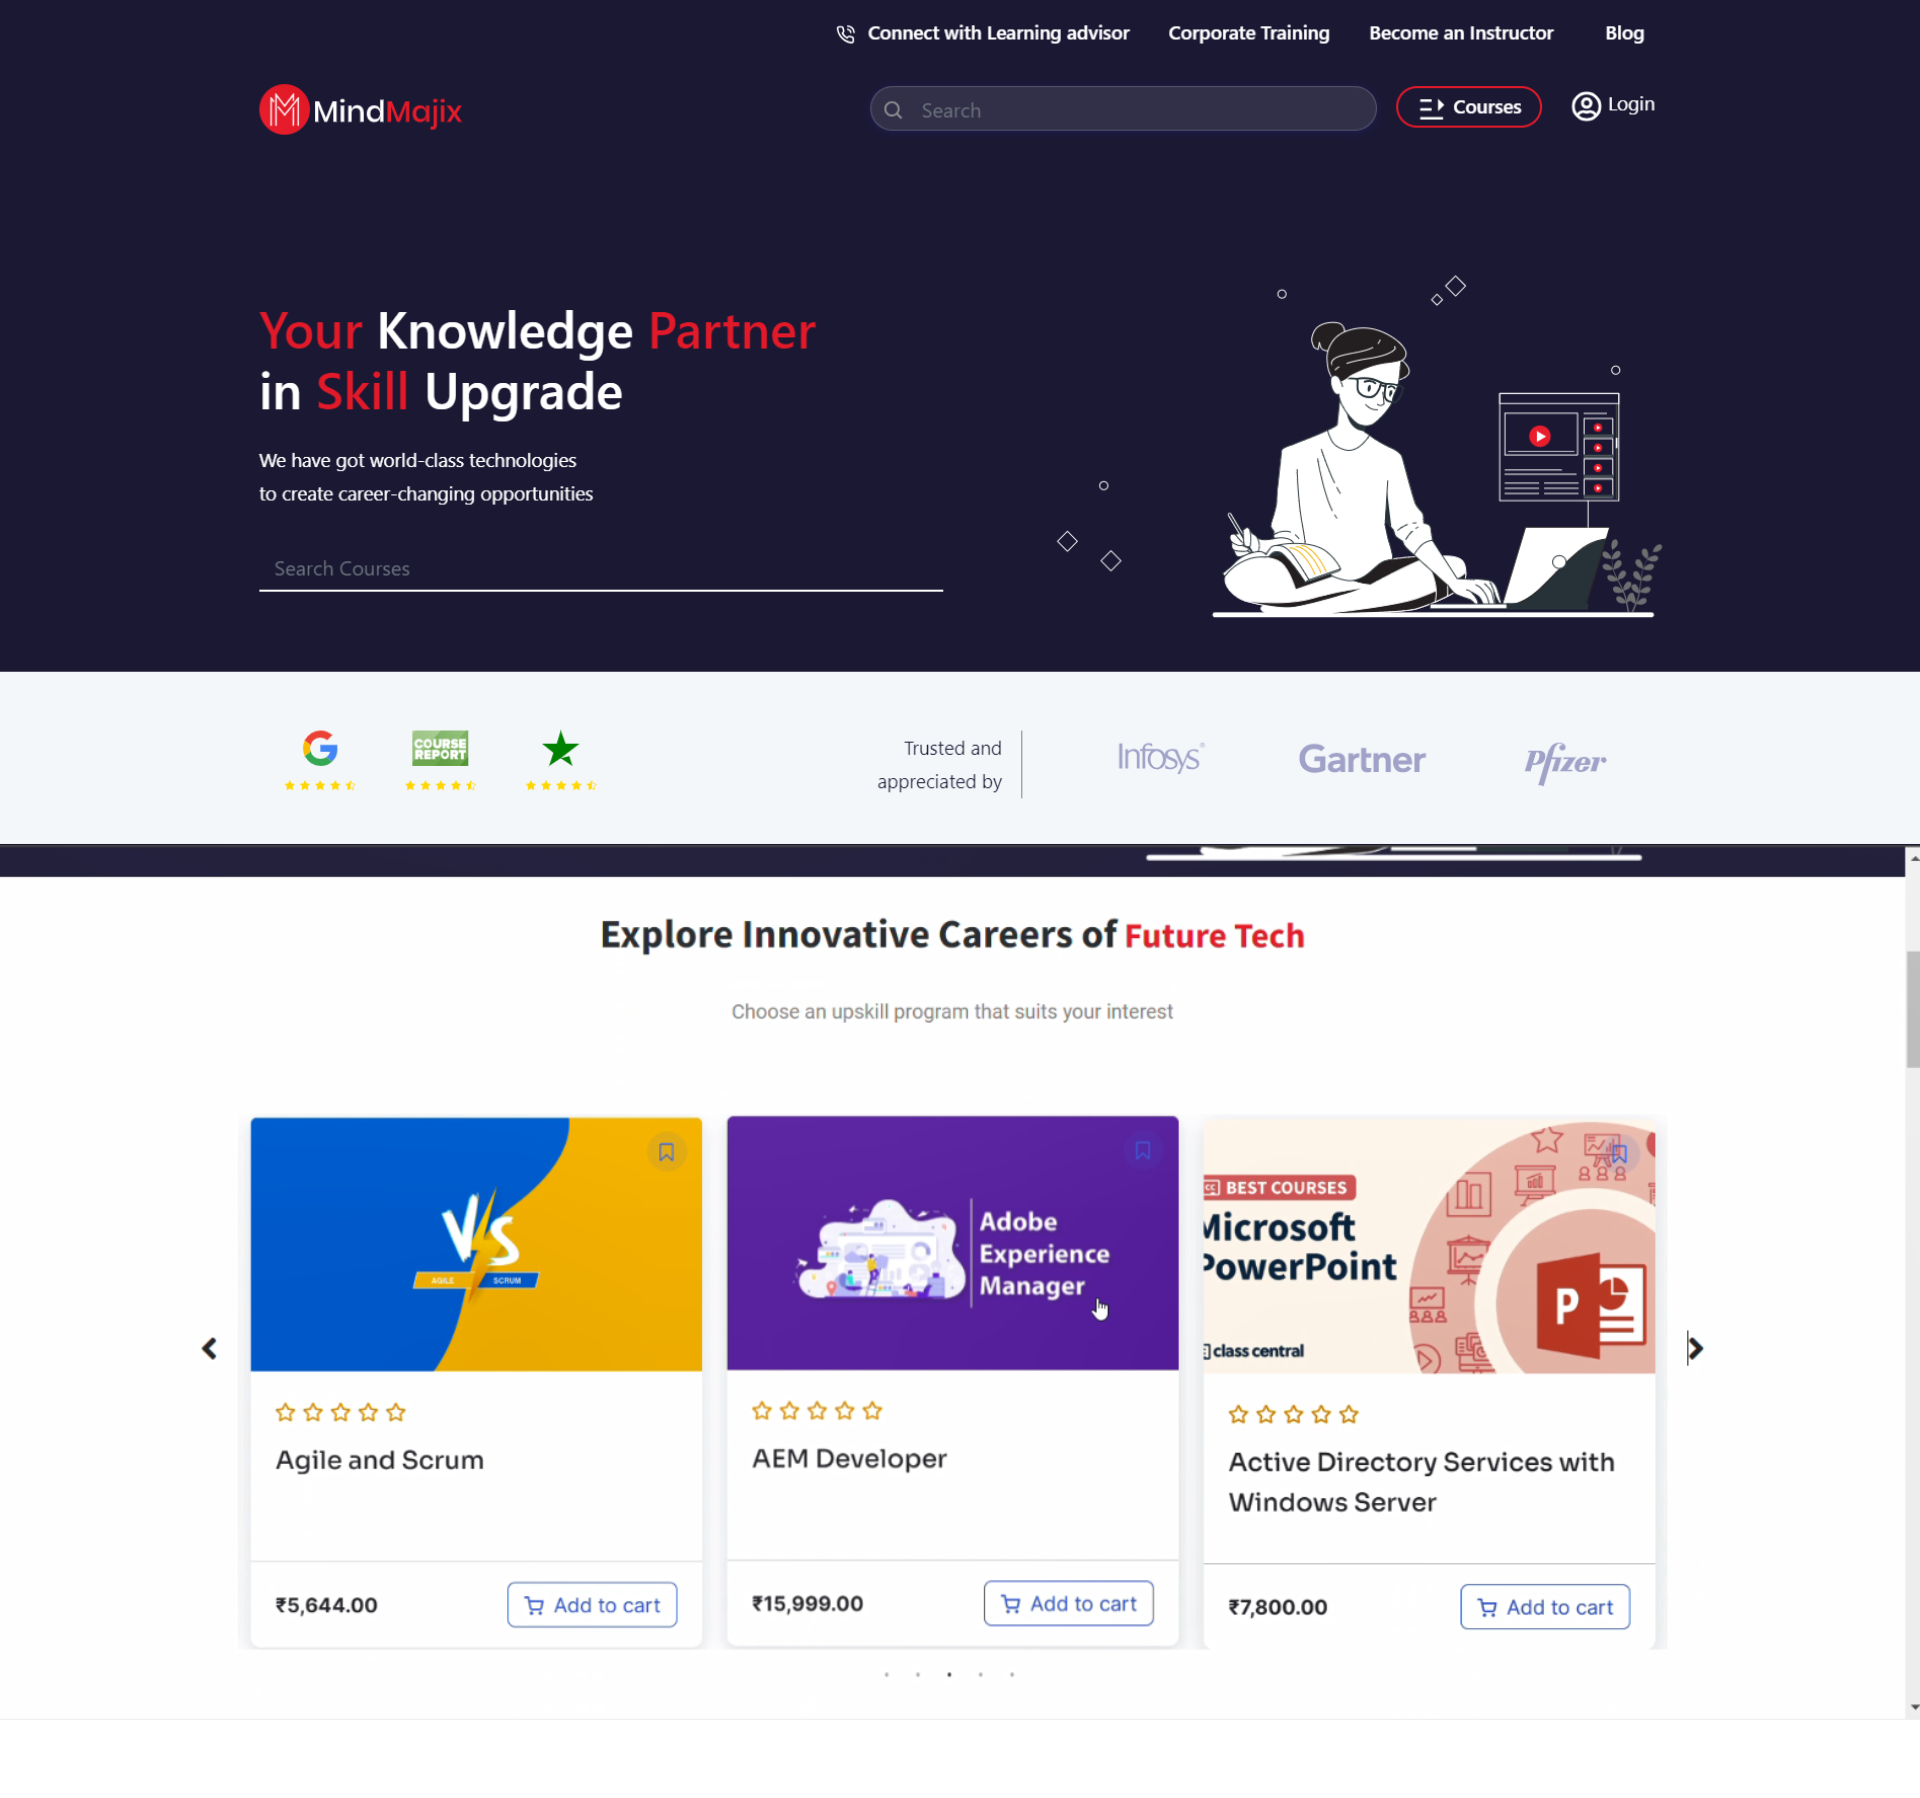 Connect with Learning advisor
Corporate Training
Become an Instructor
Blog
MindMajix
Search
Courses
Login
Your Knowledge Partner
in Skill Upgrade
We have got world-class technologies
to create career-changing opportunities
Search Courses
COURSE
REPORT
Trusted and
appreciated by
Infosys
Gartner
Pfizer
Explore Innovative Careers of Future Tech
Choose an upskill program that suits your interest
VS
AGILE
SCRUM
Adobe
Experience
Manager
BEST COURSES
Microsoft
PowerPoint
P
class central
Agile and Scrum
AEM Developer
Active Directory Services with
Windows Server
₹5,644.00
Add to cart
₹15,999.00
Add to cart
₹7,800.00
Add to cart